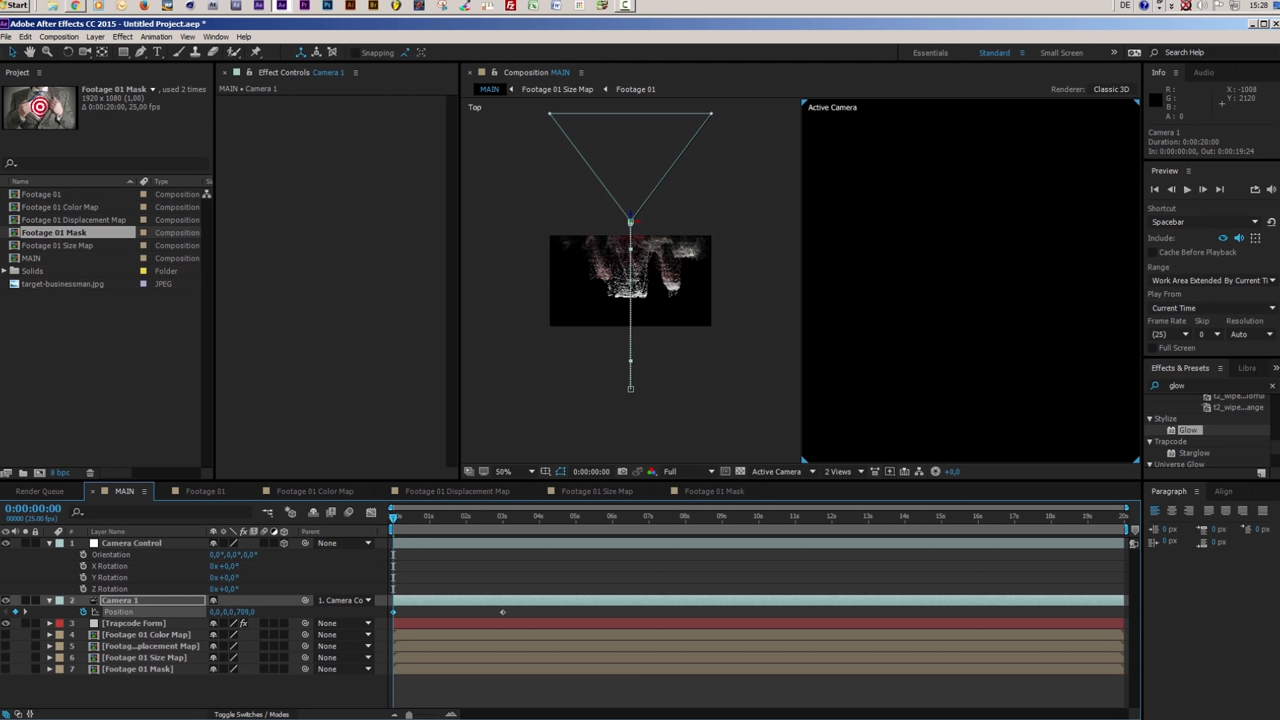 Start
DE
15:28
Adobe After Effects CC 2015 - Untitled Project.aep *
File Edit Composition Layer Effect Animation View Window Help
Snapping
Essentials
Standard
Small Screen
Search Help
Project
Footage 01 Mask ▼, used 2 times
1920 x 1080 (1,00)
Δ 0:00:20:00, 25,00 fps
Name
Type
Footage 01 Composition
Footage 01 Color Map Composition
Footage 01 Displacement Map Composition
Footage 01 Mask Composition
Footage 01 Size Map Composition
MAIN Composition
Solids Folder
target-businessman.jpg JPEG
8 bpc
Effect Controls Camera 1
MAIN • Camera 1
Composition MAIN
MAIN
Footage 01 Size Map
Footage 01
Renderer: Classic 3D
Top
Active Camera
50%
0:00:00:00
Full
Active Camera
2 Views
+0,0
Info
Audio
R :
G :
B :
A : 0
X : -1008
Y : 2120
Camera 1
Duration: 0:00:20:00
In: 0:00:00:00, Out: 0:00:19:24
Preview
Shortcut
Spacebar
Include:
Cache Before Playback
Range
Work Area Extended By Current Ti
Play From
Current Time
Frame Rate Skip Resolution
(25) 0 Auto
Full Screen
Effects & Presets
Libra
glow
t2_wipe...
t2_wipe...ange
Stylize
Glow
Trapcode
Starglow
Universe Glow
Paragraph
Align
0 px 0 px 0 px
0 px 0 px
Render Queue
MAIN
Footage 01
Footage 01 Color Map
Footage 01 Displacement Map
Footage 01 Size Map
Footage 01 Mask
0:00:00:00
00000 (25.00 fps)
01s 02s 03s 04s 05s 06s 07s 08s 09s 10s 11s 12s 13s 14s 15s 16s 17s 18s 19s 20s
# Layer Name
Parent
1 Camera Control None
Orientation 0,0°,0,0°,0,0°
X Rotation 0x+0,0°
Y Rotation 0x+0,0°
Z Rotation 0x+0,0°
2 Camera 1 1. Camera Co
Position 0,0,0,0,709,0
3 [Trapcode Form] fx None
4 [Footage 01 Color Map] None
5 [Footag...placement Map] None
6 [Footage 01 Size Map] None
7 [Footage 01 Mask] None
Toggle Switches / Modes